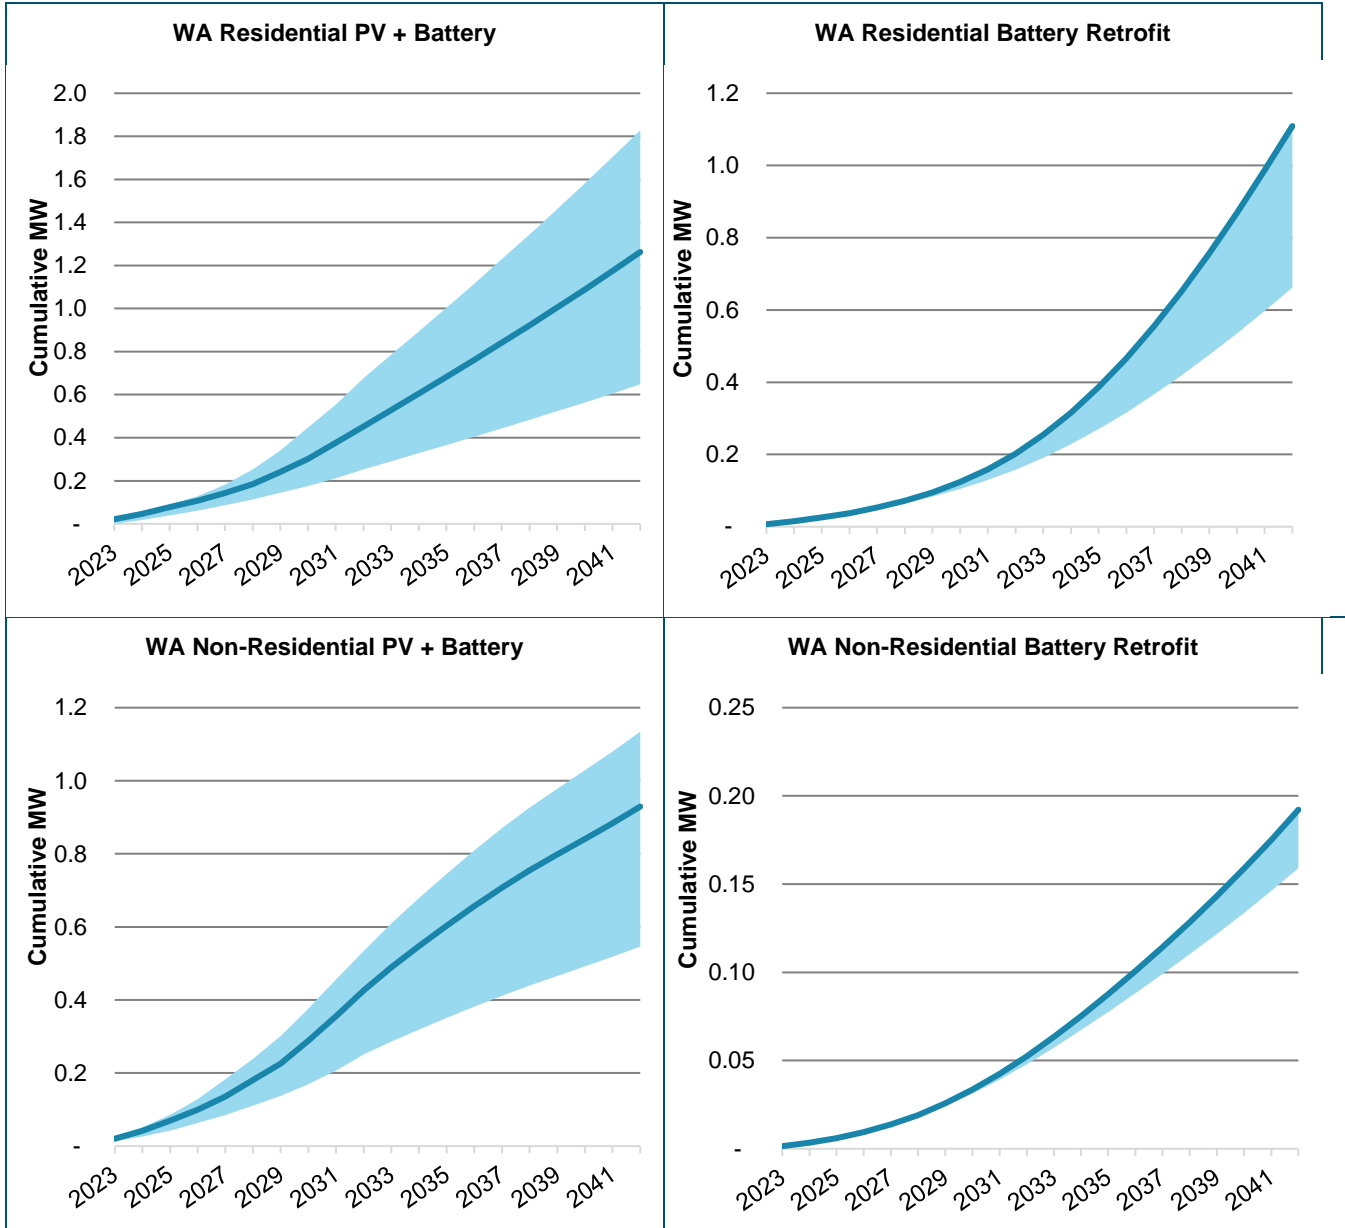 WA Residential PV + Battery
Cumulative MW
2.0
1.8
1.6
1.4
1.2
1.0
0.8
0.6
0.4
0.2
-
2023 2025 2027 2029 2031 2033 2035 2037 2039 2041
WA Residential Battery Retrofit
Cumulative MW
1.2
1.0
0.8
0.6
0.4
0.2
-
2023 2025 2027 2029 2031 2033 2035 2037 2039 2041
WA Non-Residential PV + Battery
Cumulative MW
1.2
1.0
0.8
0.6
0.4
0.2
-
2023 2025 2027 2029 2031 2033 2035 2037 2039 2041
WA Non-Residential Battery Retrofit
Cumulative MW
0.25
0.20
0.15
0.10
0.05
-
2023 2025 2027 2029 2031 2033 2035 2037 2039 2041